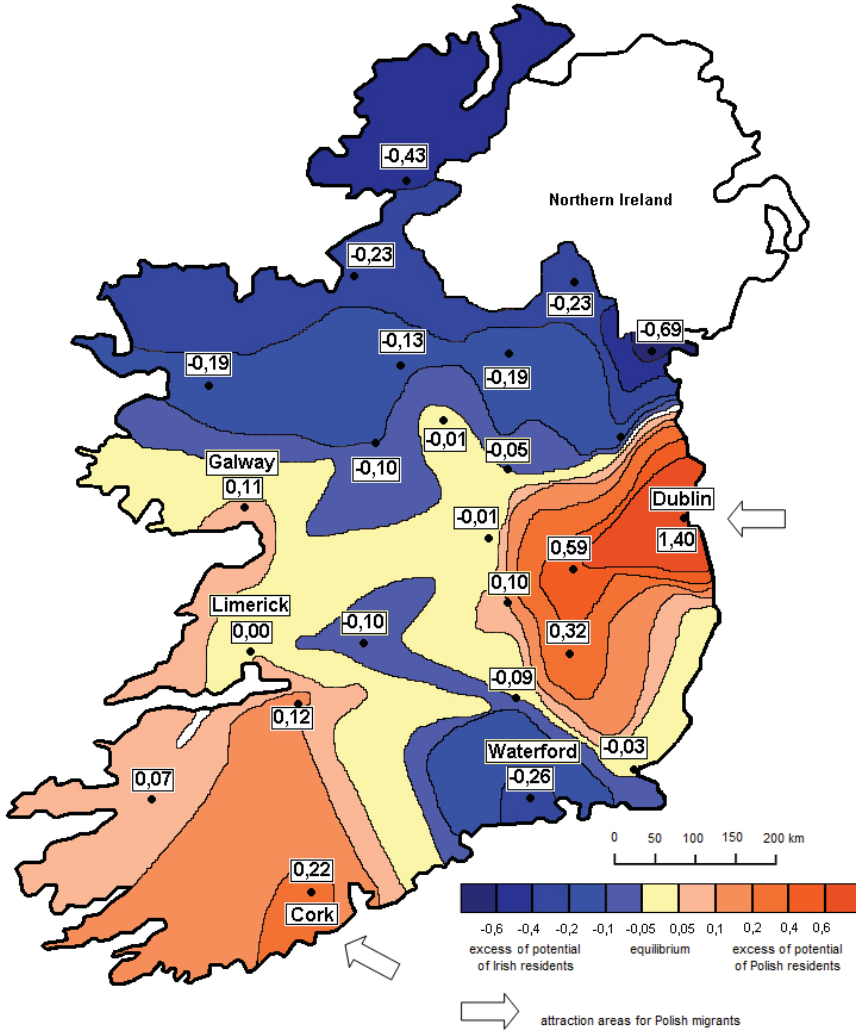 -0,43
Northern Ireland
-0,23
-0,23
-0,69
-0,13
-0,19
-0,19
-0,01
-0,05
-0,10
Galway
0,11
Dublin
1,40
-0,01
0,59
0,10
Limerick
0,00
-0,10
0,32
-0,09
0,12
-0,03
Waterford
-0,26
0,07
0,22
Cork
0 50 100 150 200 km
-0,6 -0,4 -0,2 -0,1 -0,05 0,05 0,1 0,2 0,4 0,6
excess of potential equilibrium excess of potential
of Irish residents of Polish residents
attraction areas for Polish migrants